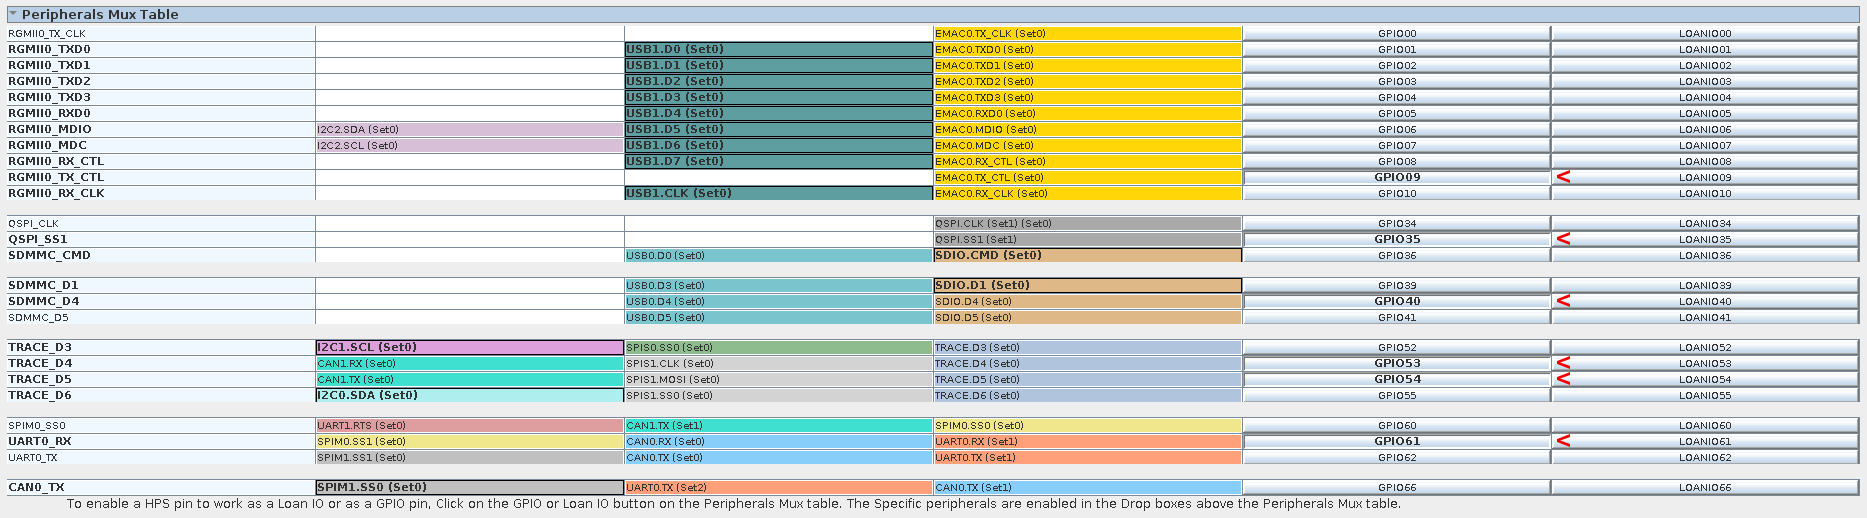 Peripherals Mux Table
RGMII0_TX_CLK EMAC0.TX_CLK (Set0) GPIO00 LOANIO00
RGMII0_TXD0 USB1.D0 (Set0) EMAC0.TXD0 (Set0) GPIO01 LOANIO01
RGMII0_TXD1 USB1.D1 (Set0) EMAC0.TXD1 (Set0) GPIO02 LOANIO02
RGMII0_TXD2 USB1.D2 (Set0) EMAC0.TXD2 (Set0) GPIO03 LOANIO03
RGMII0_TXD3 USB1.D3 (Set0) EMAC0.TXD3 (Set0) GPIO04 LOANIO04
RGMII0_RXD0 USB1.D4 (Set0) EMAC0.RXD0 (Set0) GPIO05 LOANIO05
RGMII0_MDIO I2C2.SDA (Set0) USB1.D5 (Set0) EMAC0.MDIO (Set0) GPIO06 LOANIO06
RGMII0_MDC I2C2.SCL (Set0) USB1.D6 (Set0) EMAC0.MDC (Set0) GPIO07 LOANIO07
RGMII0_RX_CTL USB1.D7 (Set0) EMAC0.RX_CTL (Set0) GPIO08 LOANIO08
RGMII0_TX_CTL EMAC0.TX_CTL (Set0) GPIO09 < LOANIO09
RGMII0_RX_CLK USB1.CLK (Set0) EMAC0.RX_CLK (Set0) GPIO10 LOANIO10
QSPI_CLK QSPI.CLK (Set1) (Set0) GPIO34 LOANIO34
QSPI_SS1 QSPI.SS1 (Set1) GPIO35 < LOANIO35
SDMMC_CMD USB0.D0 (Set0) SDIO.CMD (Set0) GPIO36 LOANIO36
SDMMC_D1 USB0.D3 (Set0) SDIO.D1 (Set0) GPIO39 LOANIO39
SDMMC_D4 USB0.D4 (Set0) SDIO.D4 (Set0) GPIO40 < LOANIO40
SDMMC_D5 USB0.D5 (Set0) SDIO.D5 (Set0) GPIO41 LOANIO41
TRACE_D3 I2C1.SCL (Set0) SPIS0.SS0 (Set0) TRACE.D3 (Set0) GPIO52 LOANIO52
TRACE_D4 CAN1.RX (Set0) SPIS1.CLK (Set0) TRACE.D4 (Set0) GPIO53 < LOANIO53
TRACE_D5 CAN1.TX (Set0) SPIS1.MOSI (Set0) TRACE.D5 (Set0) GPIO54 < LOANIO54
TRACE_D6 I2C0.SDA (Set0) SPIS1.SS0 (Set0) TRACE.D6 (Set0) GPIO55 LOANIO55
SPIM0_SS0 UART1.RTS (Set0) CAN1.TX (Set1) SPIM0.SS0 (Set0) GPIO60 LOANIO60
UART0_RX SPIM0.SS1 (Set0) CAN0.RX (Set0) UART0.RX (Set1) GPIO61 < LOANIO61
UART0_TX SPIM1.SS1 (Set0) CAN0.TX (Set0) UART0.TX (Set1) GPIO62 LOANIO62
CAN0_TX SPIM1.SS0 (Set0) UART0.TX (Set2) CAN0.TX (Set1) GPIO66 LOANIO66
To enable a HPS pin to work as a Loan IO or as a GPIO pin, Click on the GPIO or Loan IO button on the Peripherals Mux table. The Specific peripherals are enabled in the Drop boxes above the Peripherals Mux table.